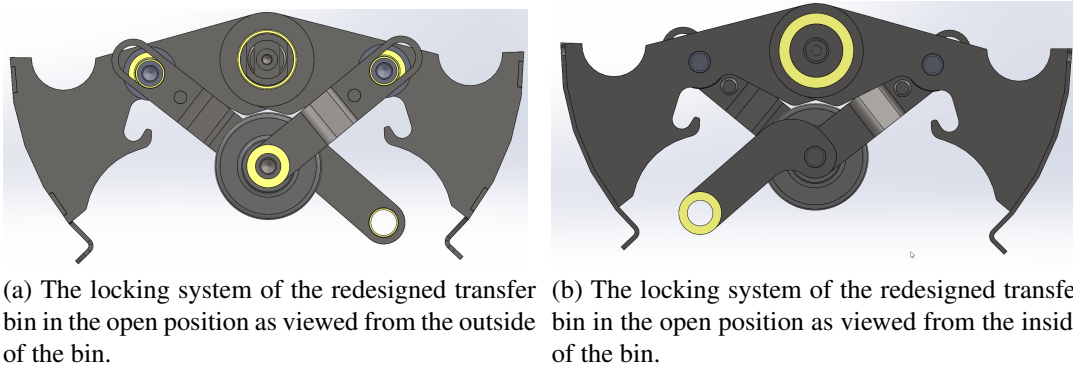 (a) The locking system of the redesigned transfer
bin in the open position as viewed from the outside
of the bin.
(b) The locking system of the redesigned transfe
bin in the open position as viewed from the insid
of the bin.